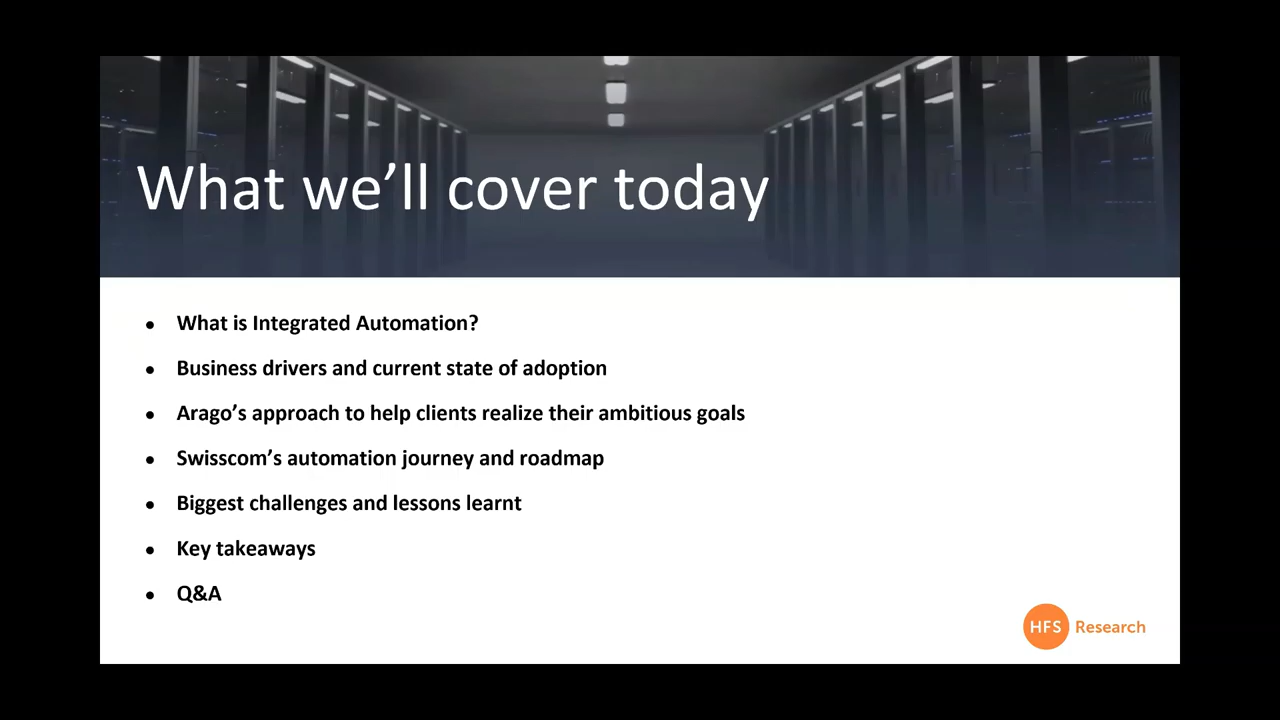 What we’ll cover today
• What is Integrated Automation?
• Business drivers and current state of adoption
• Arago’s approach to help clients realize their ambitious goals
• Swisscom’s automation journey and roadmap
• Biggest challenges and lessons learnt
• Key takeaways
• Q&A
HFS Research